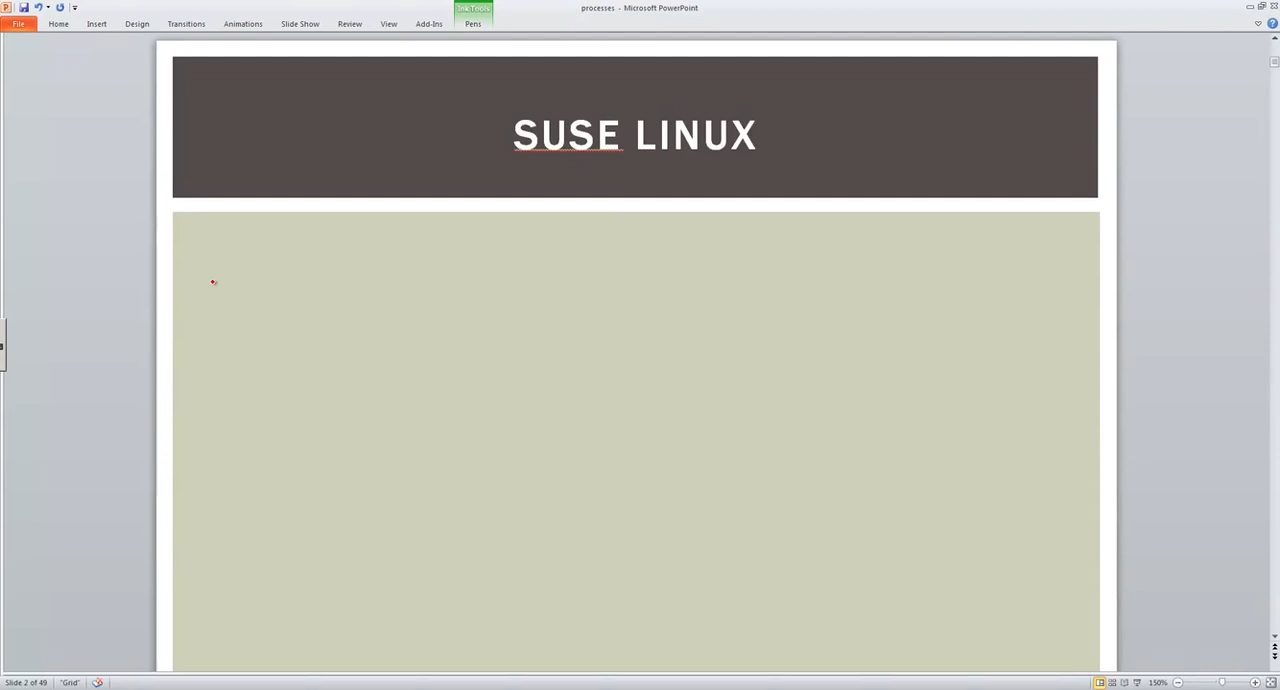 processes - Microsoft PowerPoint
Ink Tools
File Home Insert Design Transitions Animations Slide Show Review View Add-Ins Pens
SUSE LINUX
Slide 2 of 49 "Grid" 150%